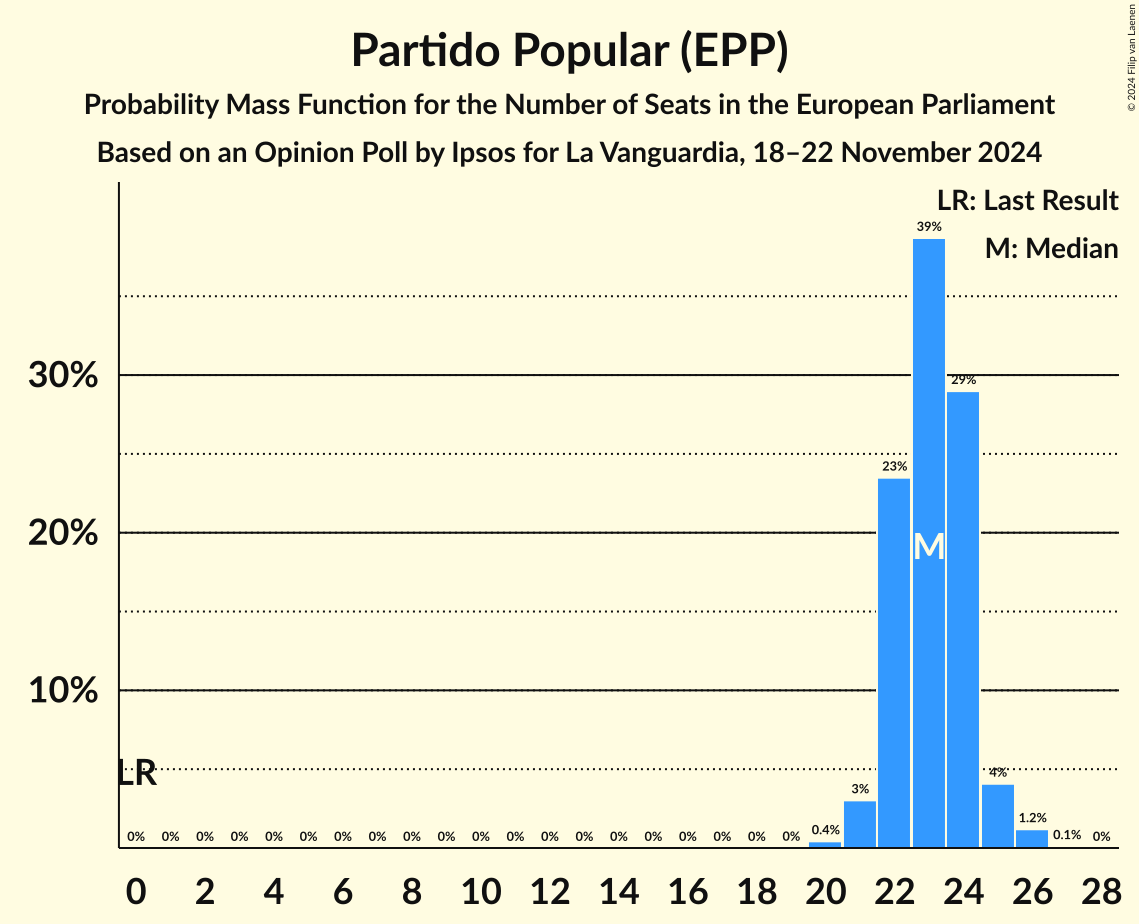 Partido Popular (EPP)
Probability Mass Function for the Number of Seats in the European Parliament
Based on an Opinion Poll by Ipsos for La Vanguardia, 18–22 November 2024
© 2024 Filip van Laenen
LR: Last Result
M: Median
30%
20%
10%
LR
M
0% 0% 0% 0% 0% 0% 0% 0% 0% 0% 0% 0% 0% 0% 0% 0% 0% 0% 0% 0% 0.4% 3% 23% 39% 29% 4% 1.2% 0.1% 0%
0 2 4 6 8 10 12 14 16 18 20 22 24 26 28